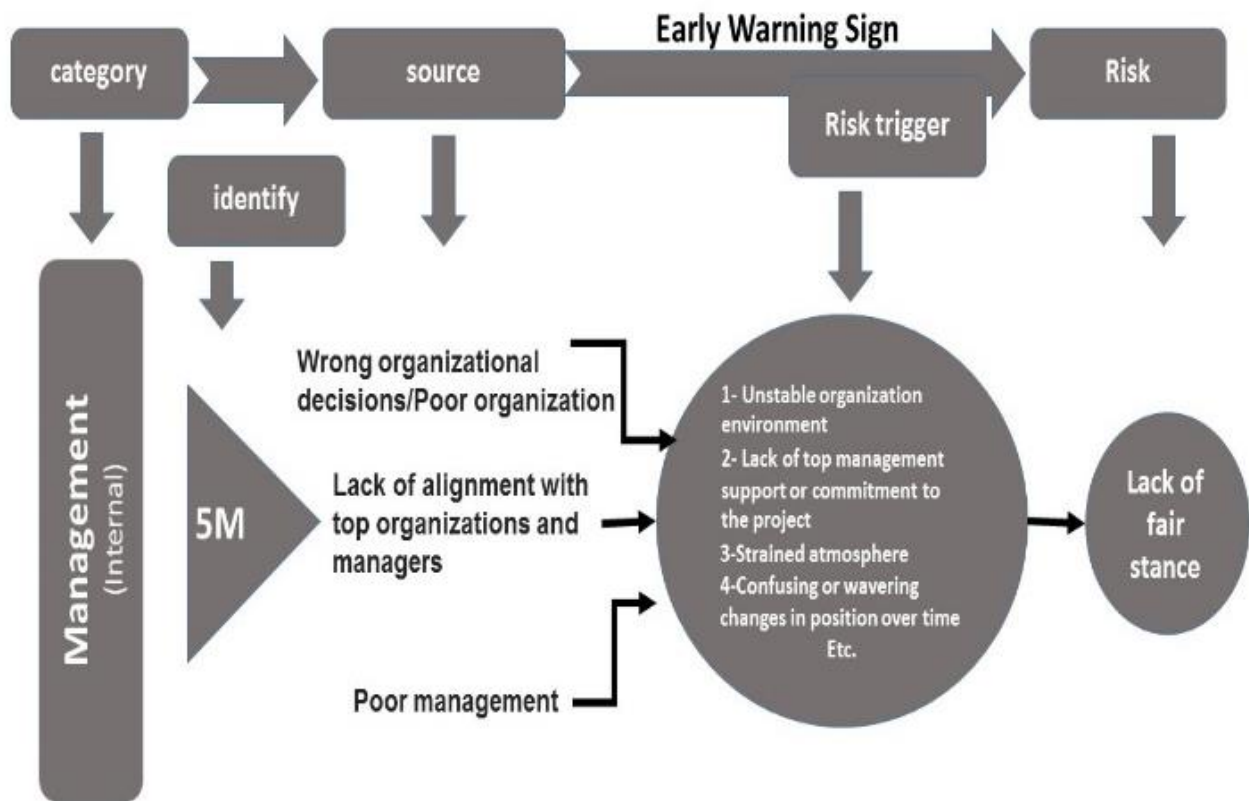 Early Warning Sign
category
source
Risk
Risk trigger
identify
Management
(Internal)
5M
Wrong organizational
decisions/Poor organization
Lack of alignment with
top organizations and
managers
Poor management
1- Unstable organization
environment
2- Lack of top management
support or commitment to
the project
3-Strained atmosphere
4-Confusing or wavering
changes in position over time
Etc.
Lack of
fair
stance